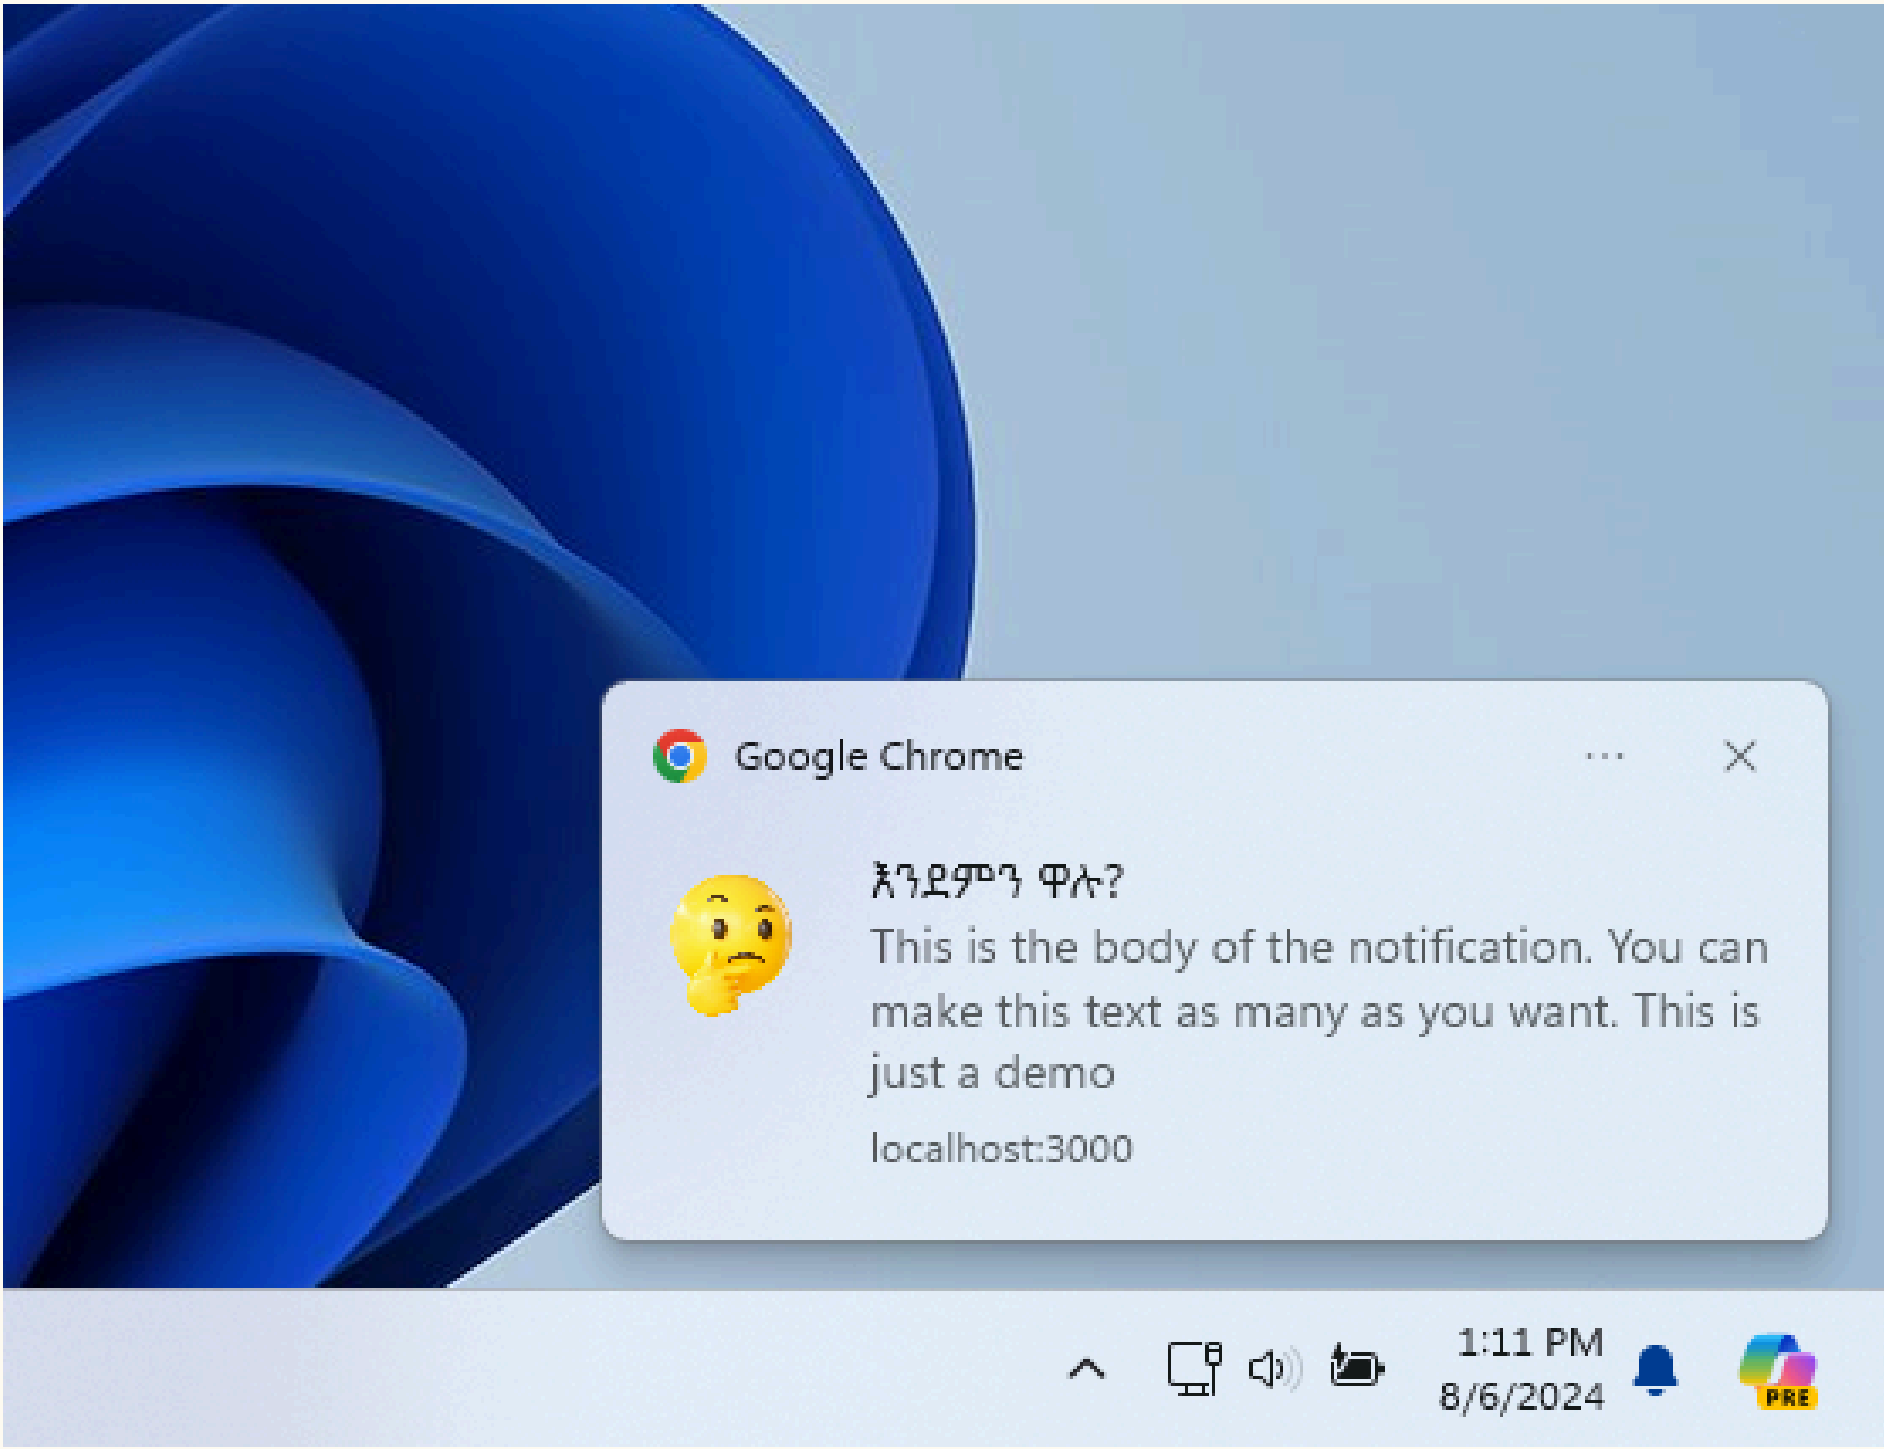 Google Chrome
እንደምን ዋሉ?
This is the body of the notification. You can
make this text as many as you want. This is
just a demo
localhost:3000
1:11 PM
8/6/2024
PRE